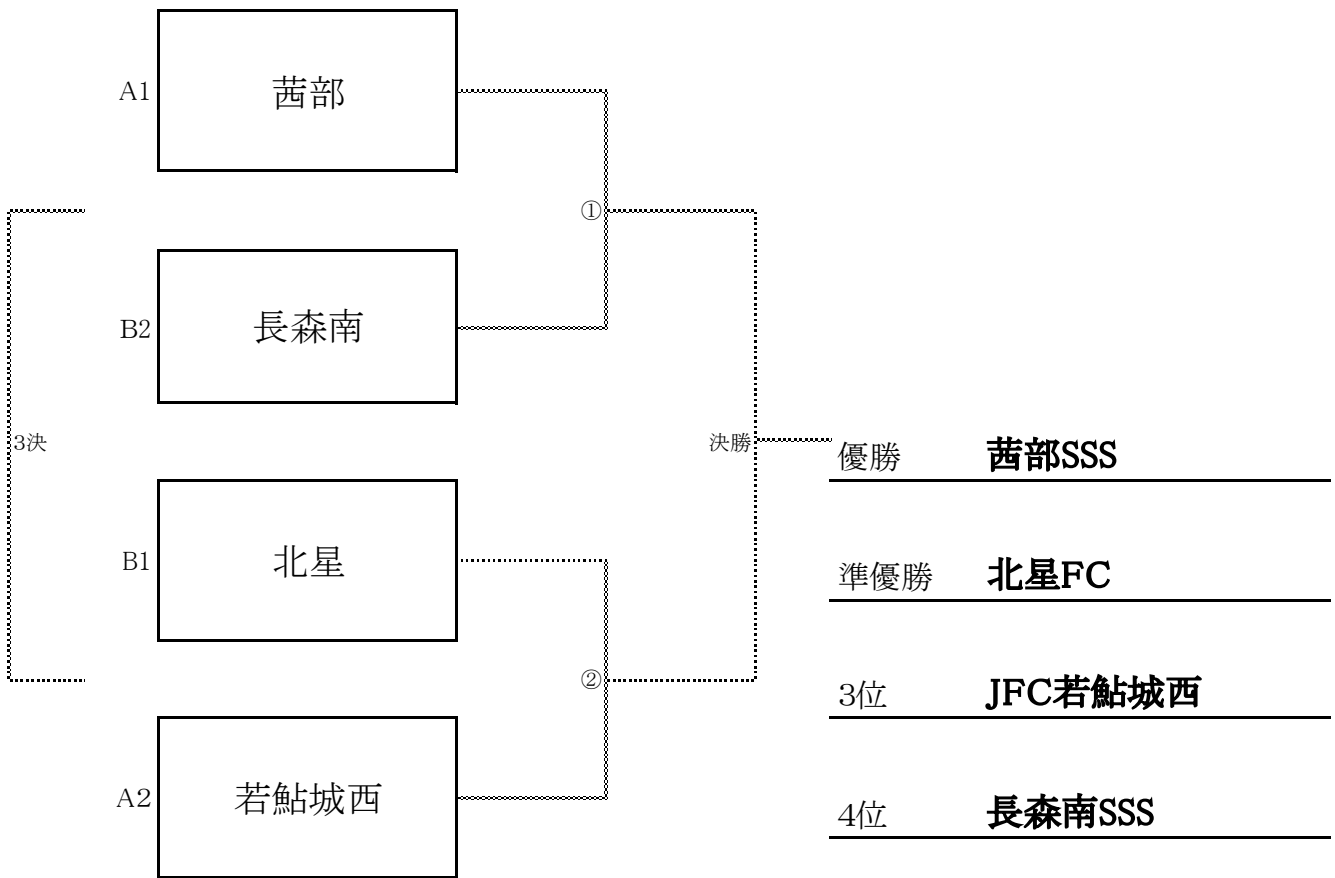 A1
茜部
①
B2
長森南
3決
決勝
優勝 茜部SSS
B1
北星
準優勝 北星FC
②
3位 JFC若鮎城西
A2
若鮎城西
4位 長森南SSS